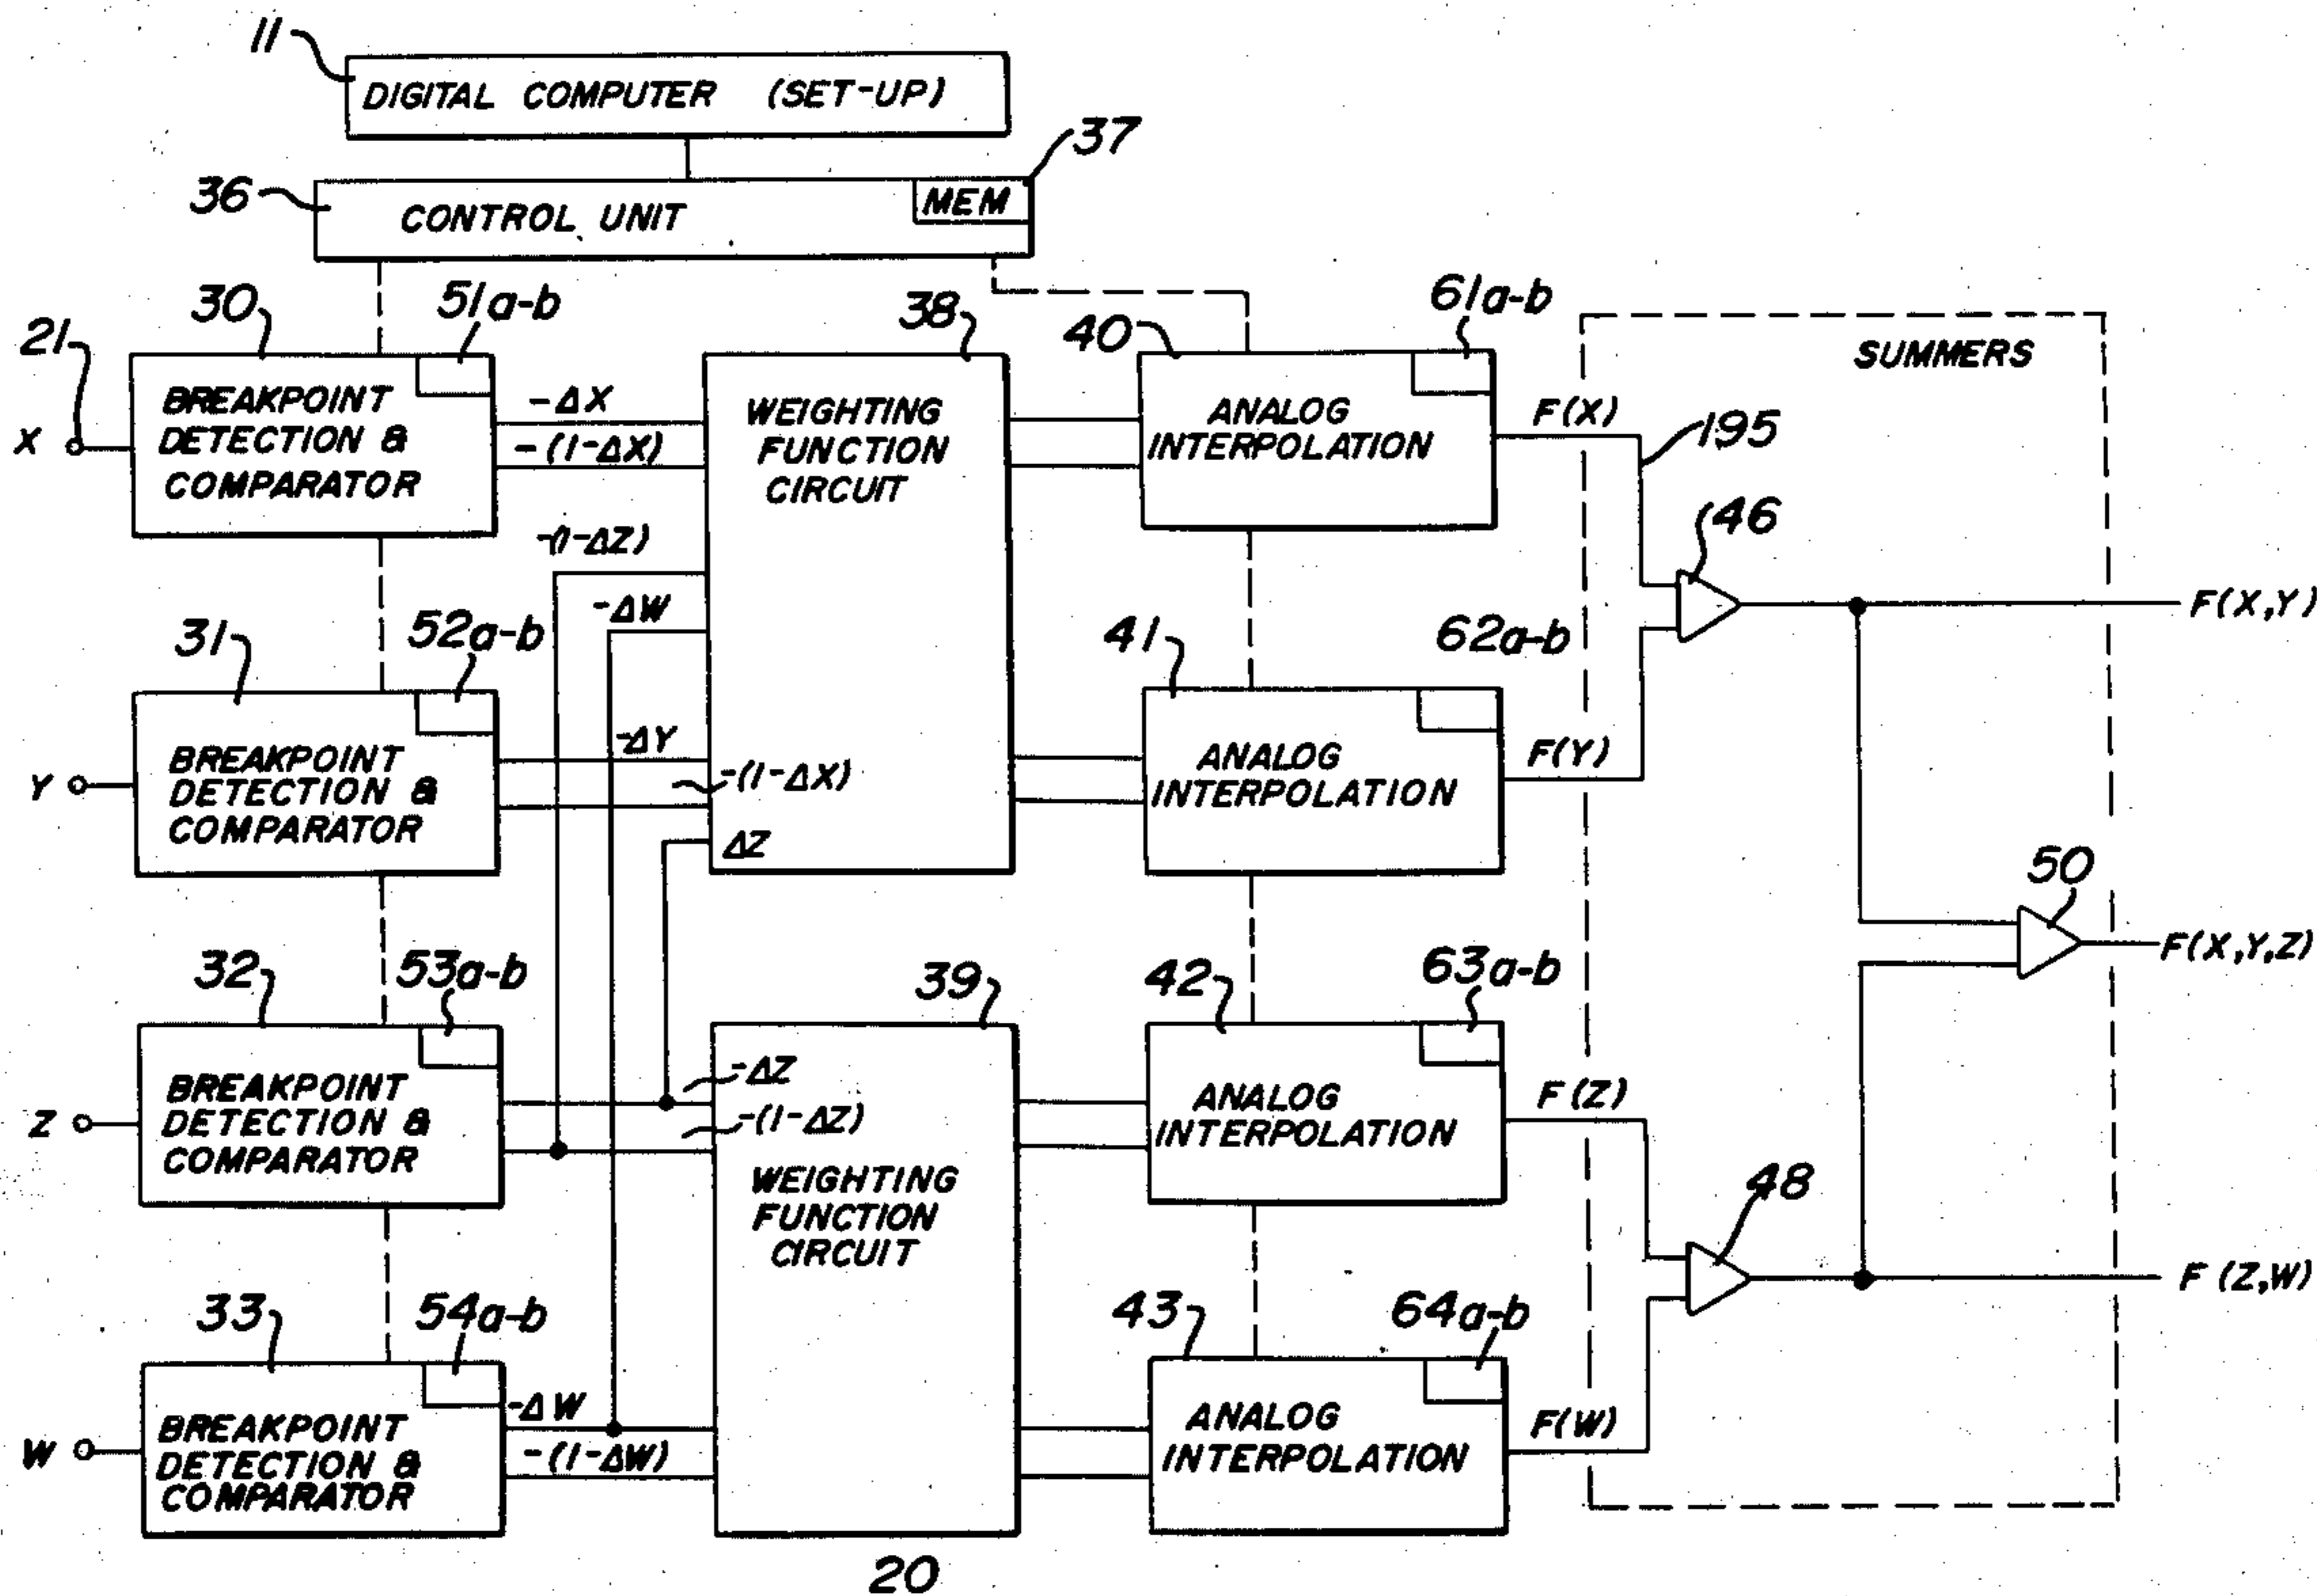 11
DIGITAL COMPUTER (SET-UP)
37
36
CONTROL UNIT
MEM
30
51a-b
38
40
61a-b
21
SUMMERS
X
BREAKPOINT
DETECTION &
COMPARATOR
-ΔX
-(1-ΔX)
WEIGHTING
FUNCTION
CIRCUIT
ANALOG
INTERPOLATION
F(X)
195
46
-(1-ΔZ)
-ΔW
F(X,Y)
31
52a-b
41
62a-b
Y
BREAKPOINT
DETECTION &
COMPARATOR
-ΔY
-(1-ΔX)
ΔZ
ANALOG
INTERPOLATION
F(Y)
50
F(X,Y,Z)
32
53a-b
39
42
63a-b
Z
BREAKPOINT
DETECTION &
COMPARATOR
-ΔZ
-(1-ΔZ)
WEIGHTING
FUNCTION
CIRCUIT
ANALOG
INTERPOLATION
F(Z)
48
F(Z,W)
33
54a-b
43
64a-b
W
BREAKPOINT
DETECTION &
COMPARATOR
-ΔW
-(1-ΔW)
ANALOG
INTERPOLATION
F(W)
20